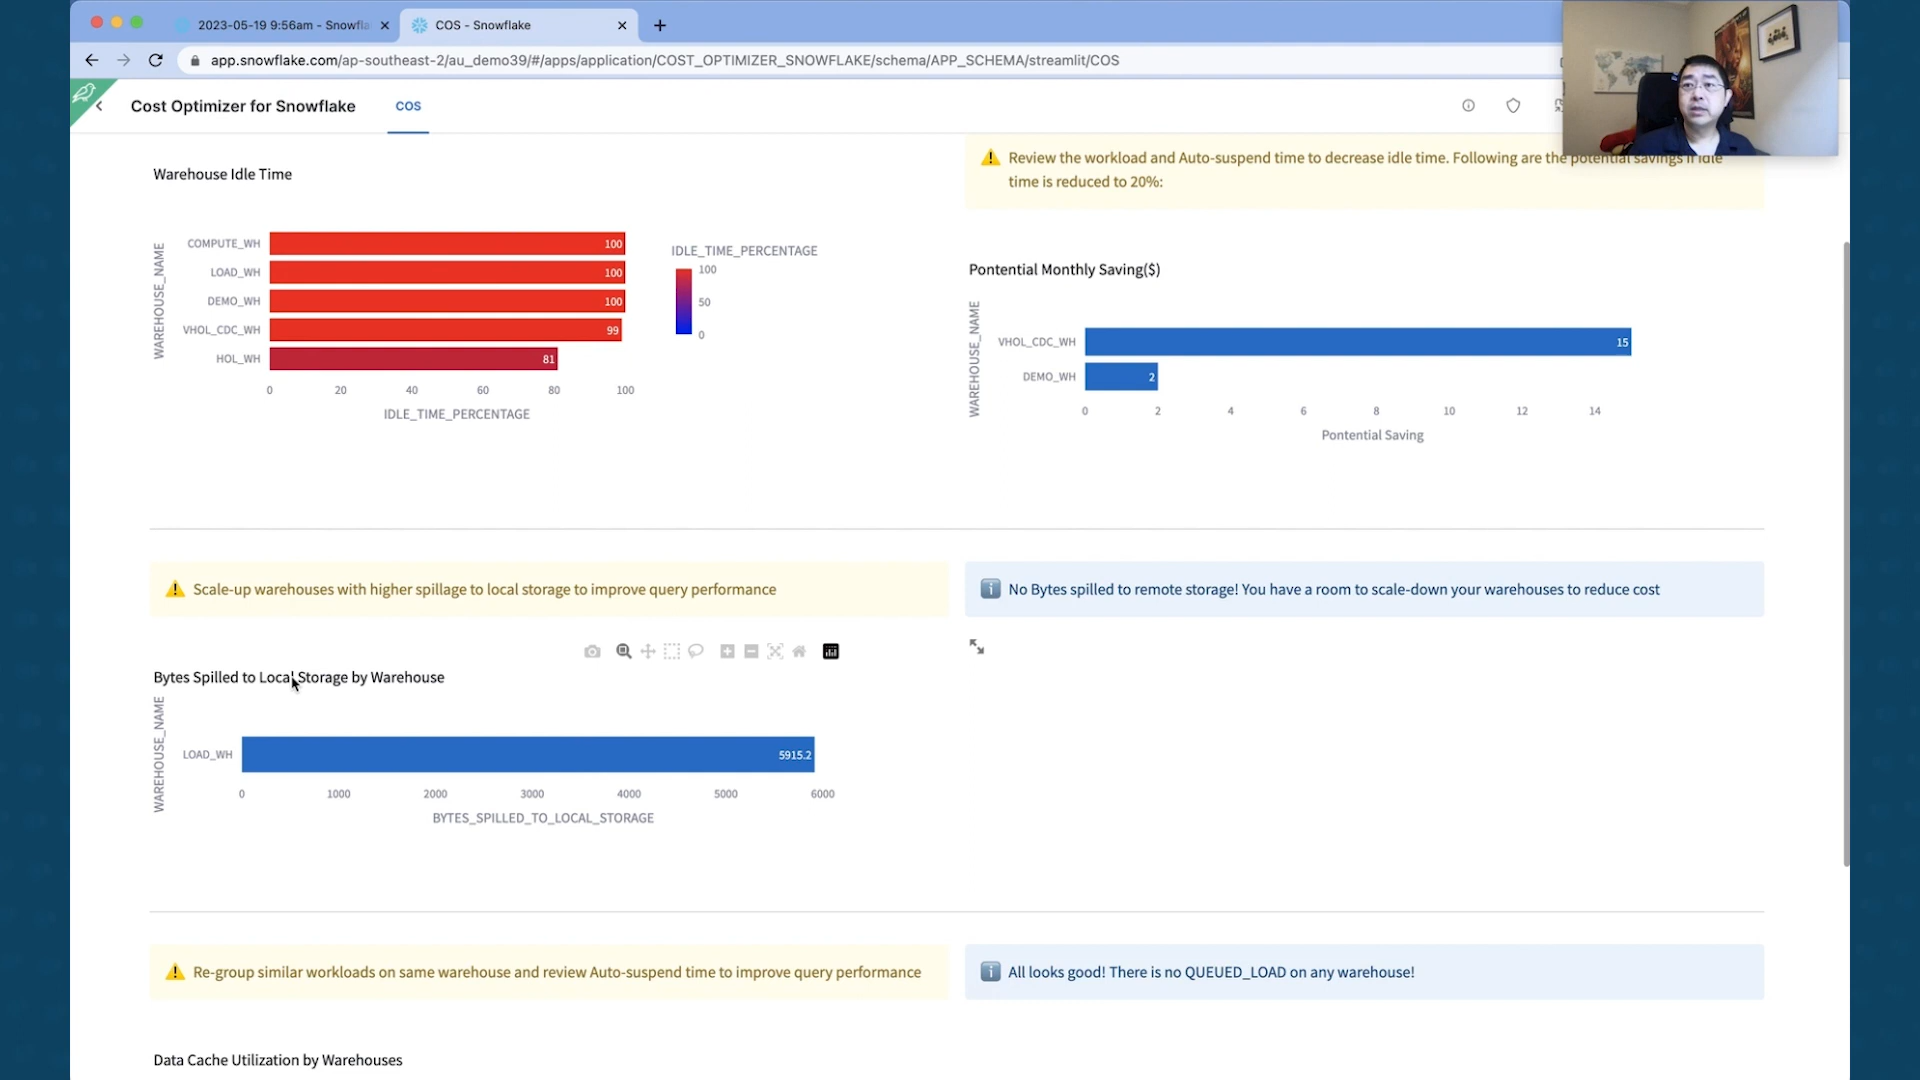 2023-05-19 9:56am - Snowfla
COS - Snowflake
app.snowflake.com/ap-southeast-2/au_demo39/#/apps/application/COST_OPTIMIZER_SNOWFLAKE/schema/APP_SCHEMA/streamlit/COS
Cost Optimizer for Snowflake
COS
Review the workload and Auto-suspend time to decrease idle time. Following are the potential savings if idle
time is reduced to 20%:
Warehouse Idle Time
WAREHOUSE_NAME
COMPUTE_WH
100
LOAD_WH
100
DEMO_WH
100
VHOL_CDC_WH
99
HOL_WH
81
0 20 40 60 80 100
IDLE_TIME_PERCENTAGE
IDLE_TIME_PERCENTAGE
100
50
0
Pontential Monthly Saving($)
WAREHOUSE_NAME
VHOL_CDC_WH
15
DEMO_WH
2
0 2 4 6 8 10 12 14
Pontential Saving
Scale-up warehouses with higher spillage to local storage to improve query performance
No Bytes spilled to remote storage! You have a room to scale-down your warehouses to reduce cost
Bytes Spilled to Local Storage by Warehouse
WAREHOUSE_NAME
LOAD_WH
5915.2
0 1000 2000 3000 4000 5000 6000
BYTES_SPILLED_TO_LOCAL_STORAGE
Re-group similar workloads on same warehouse and review Auto-suspend time to improve query performance
All looks good! There is no QUEUED_LOAD on any warehouse!
Data Cache Utilization by Warehouses